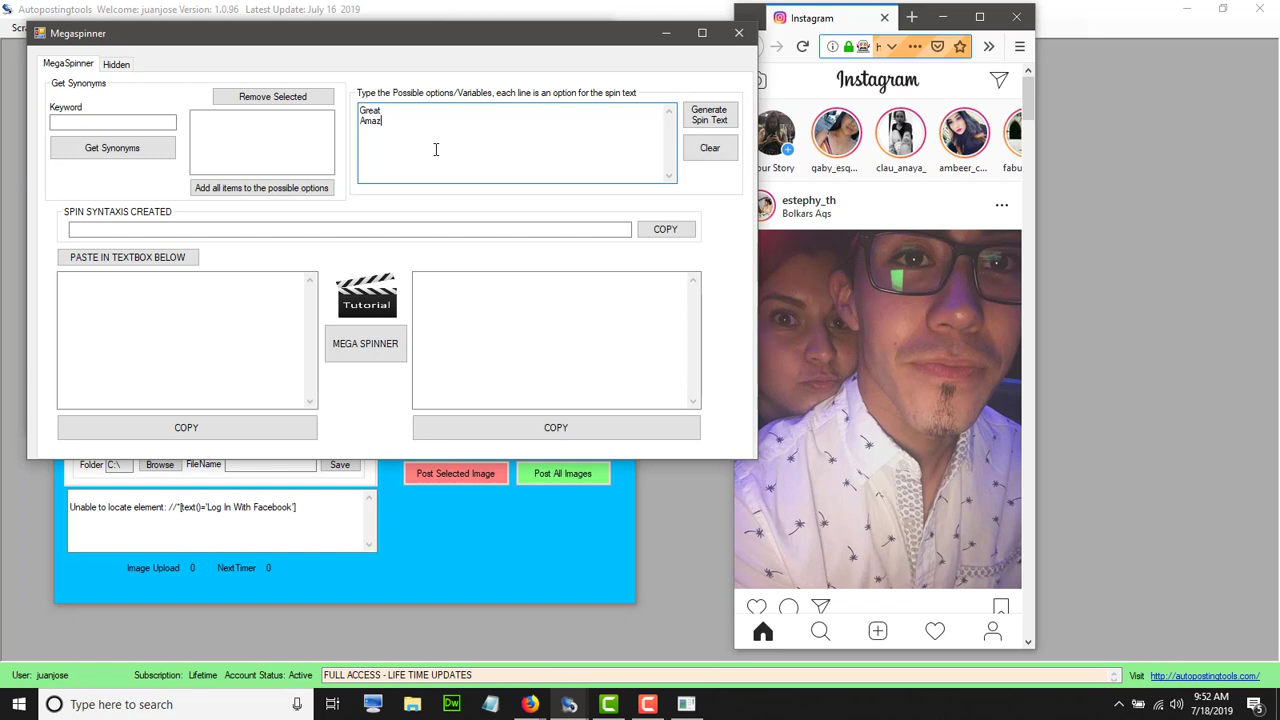 Autopostingtools Welcome: juanjose Version: 1.0.96 Latest Update: July 16 2019
Megaspinner
MegaSpinner Hidden
Get Synonyms
Remove Selected
Keyword
Get Synonyms
Add all items to the possible options
Type the Possible options/Variables, each line is an option for the spin text
Great
Amaz
Generate
Spin Text
Clear
SPIN SYNTAXIS CREATED
COPY
PASTE IN TEXTBOX BELOW
Tutorial
MEGA SPINNER
COPY
COPY
Folder C:\ Browse FileName Save
Post Selected Image
Post All Images
Unable to locate element: //*[text()='Log In With Facebook']
Image Upload 0 NextTimer 0
Instagram
Instagram
our Story
gaby_esq...
clau_anaya_
ambeer_c...
fabu
estephy_th
Bolkars Aqs
User: juanjose Subscription: Lifetime Account Status: Active FULL ACCESS - LIFE TIME UPDATES Visit http://autopostingtools.com/
Type here to search
Dw
9:52 AM
7/18/2019